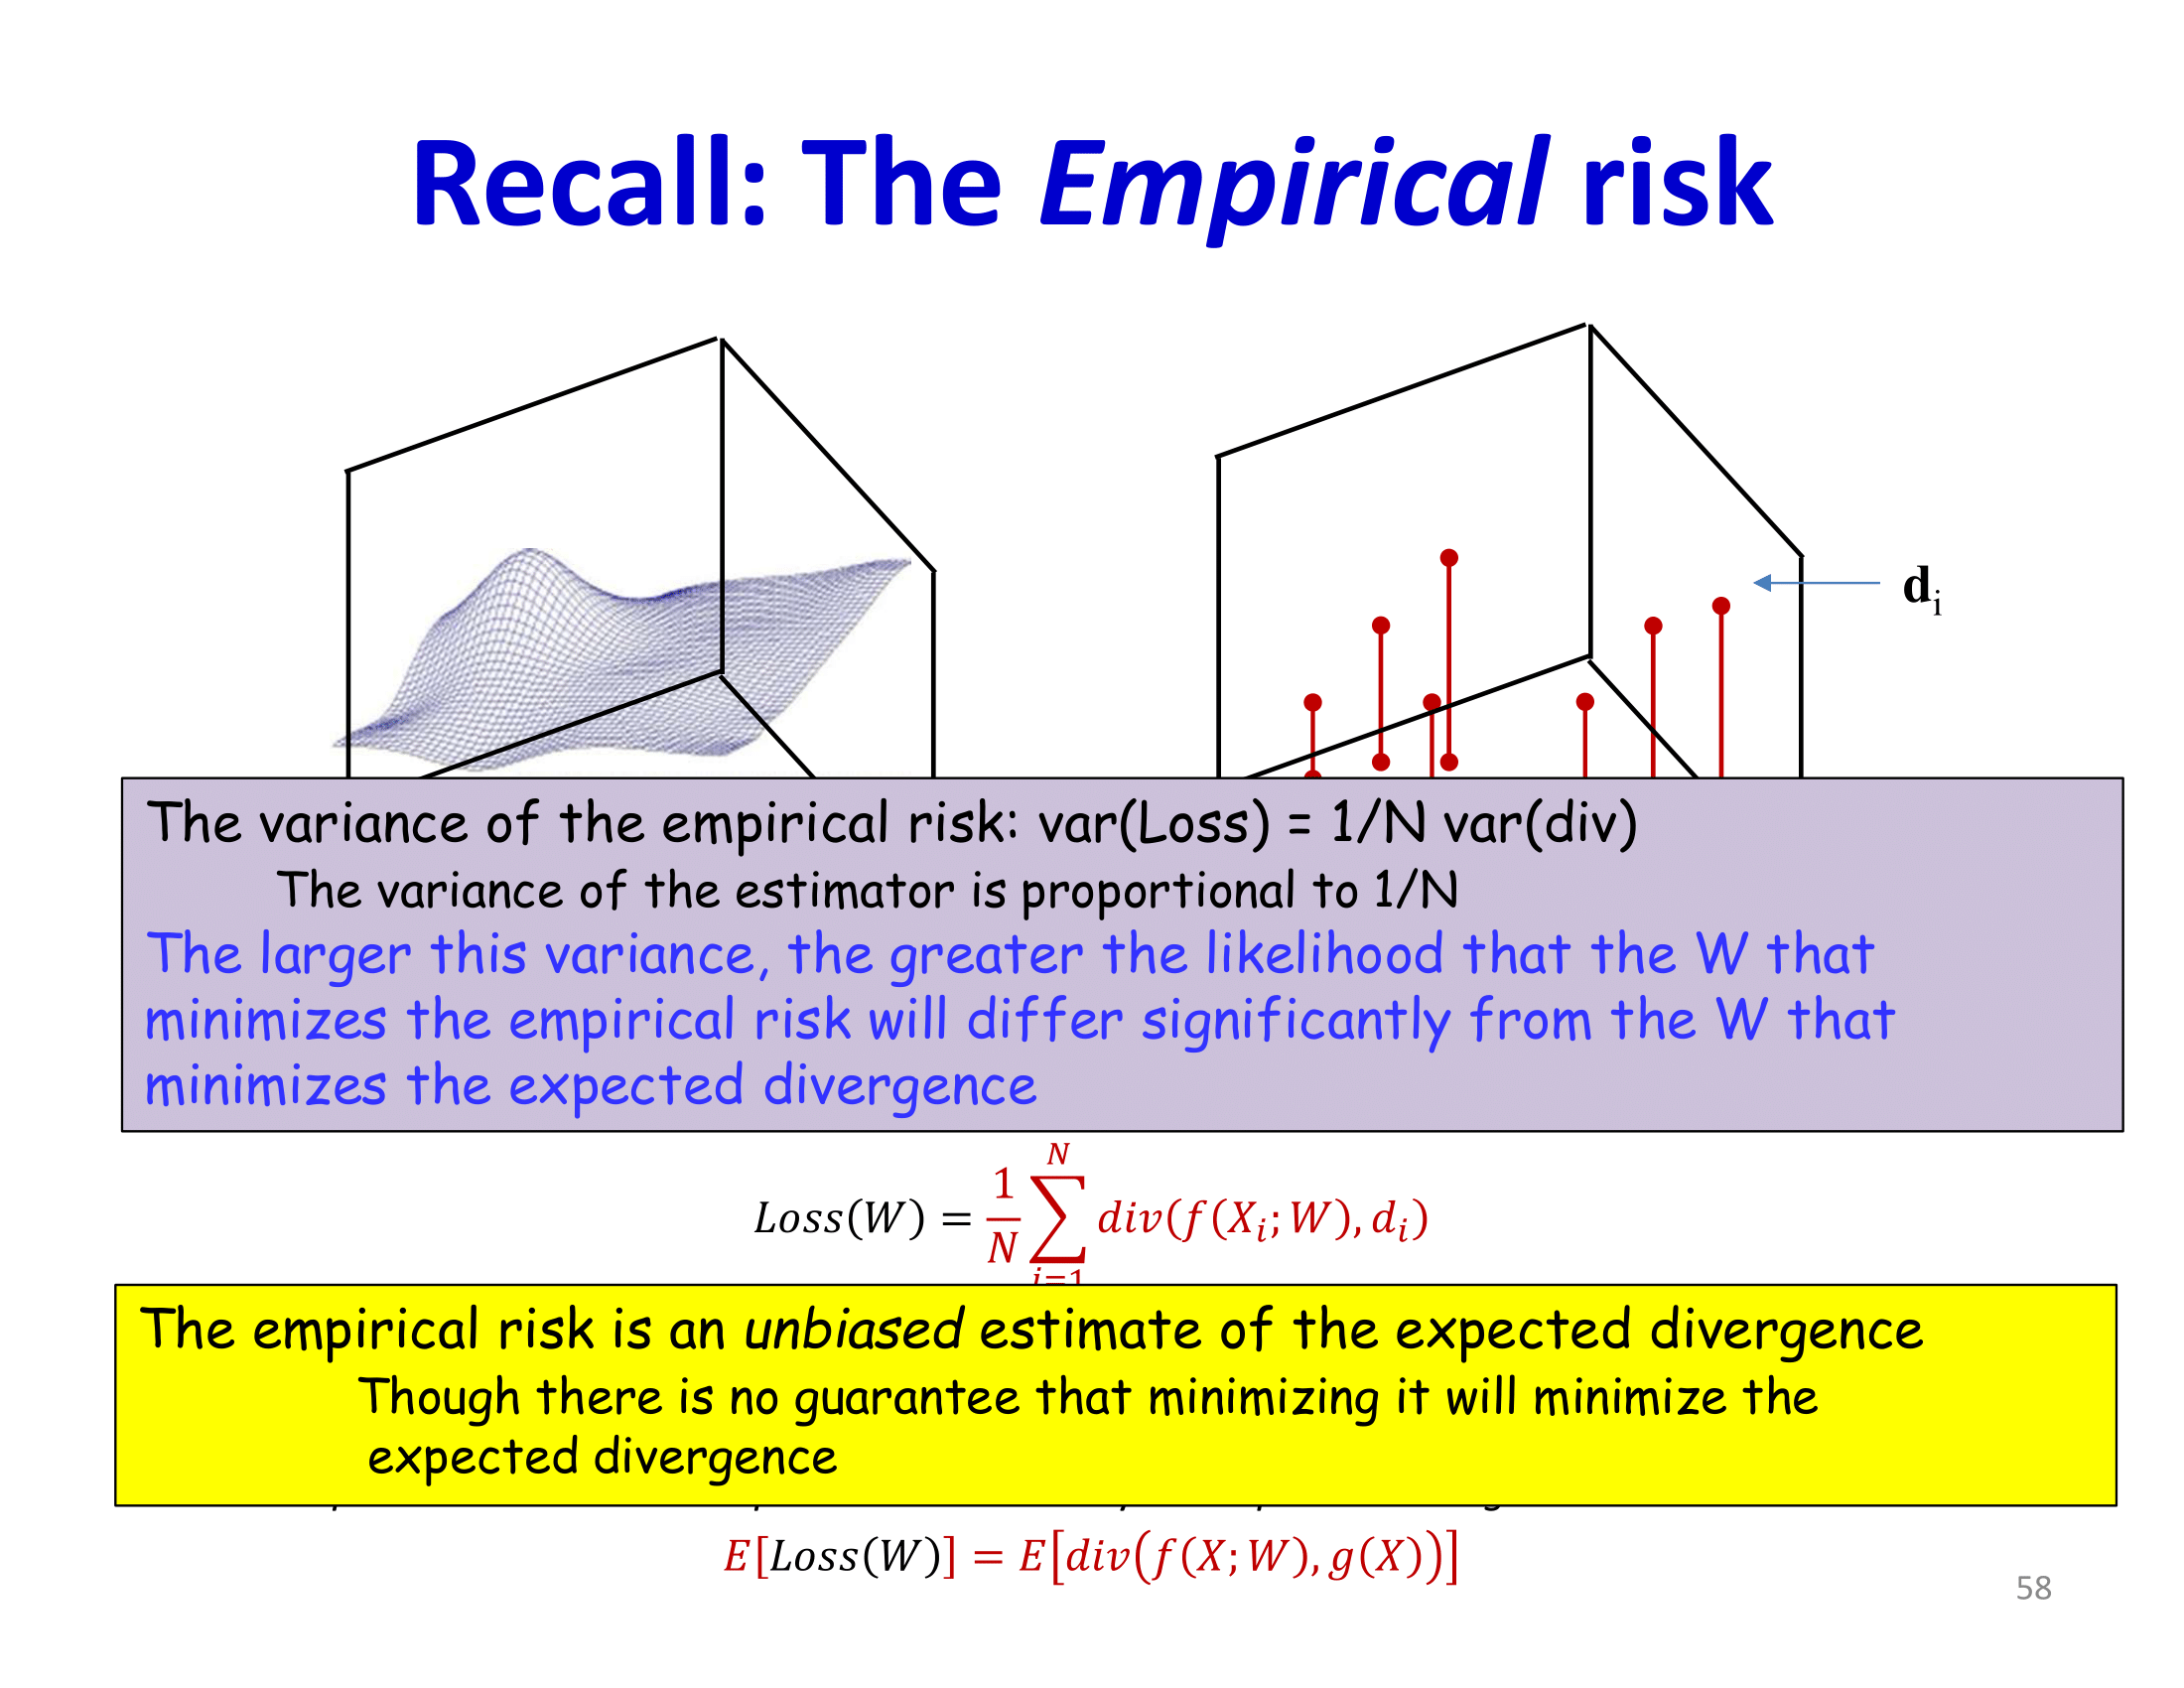 Recall: The Empirical risk
d_i
The variance of the empirical risk: var(Loss) = 1/N var(div)
The variance of the estimator is proportional to 1/N
The larger this variance, the greater the likelihood that the W that
minimizes the empirical risk will differ significantly from the W that
minimizes the expected divergence
Loss(W) = \frac{1}{N} \sum_{i=1}^{N} div(f(X_i; W), d_i)
The empirical risk is an unbiased estimate of the expected divergence
Though there is no guarantee that minimizing it will minimize the
expected divergence
E[Loss(W)] = E[div(f(X; W), g(X))]
58